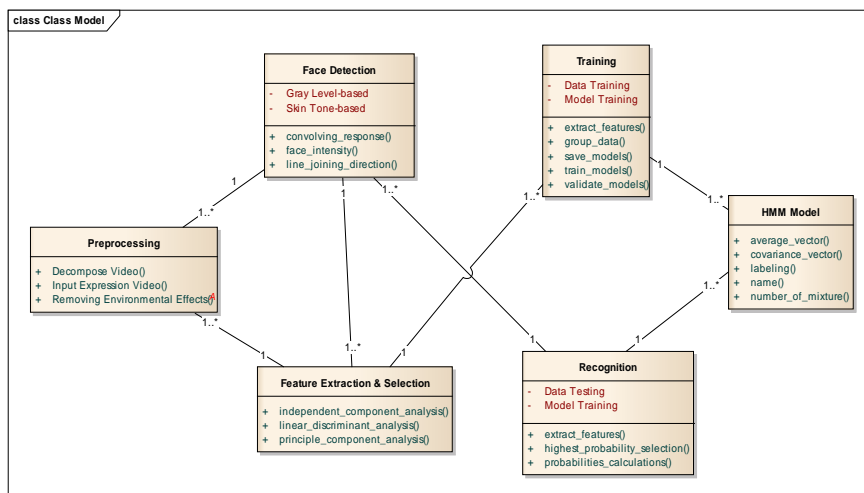 class Class Model
Face Detection
- Gray Level-based
- Skin Tone-based
+ convolving_response()
+ face_intensity()
+ line_joining_direction()
Training
- Data Training
- Model Training
+ extract_features()
+ group_data()
+ save_models()
+ train_models()
+ validate_models()
1
1..*
1
1..*
1..*
1
1..*
HMM Model
+ average_vector()
+ covariance_vector()
+ labeling()
+ name()
+ number_of_mixture()
Preprocessing
+ Decompose Video()
+ Input Expression Video()
+ Removing Environmental Effects()
A
1..*
1
1..*
1
1..*
1
1
Feature Extraction & Selection
+ independent_component_analysis()
+ linear_discriminant_analysis()
+ principle_component_analysis()
Recognition
- Data Testing
- Model Training
+ extract_features()
+ highest_probability_selection()
+ probabilities_calculations()